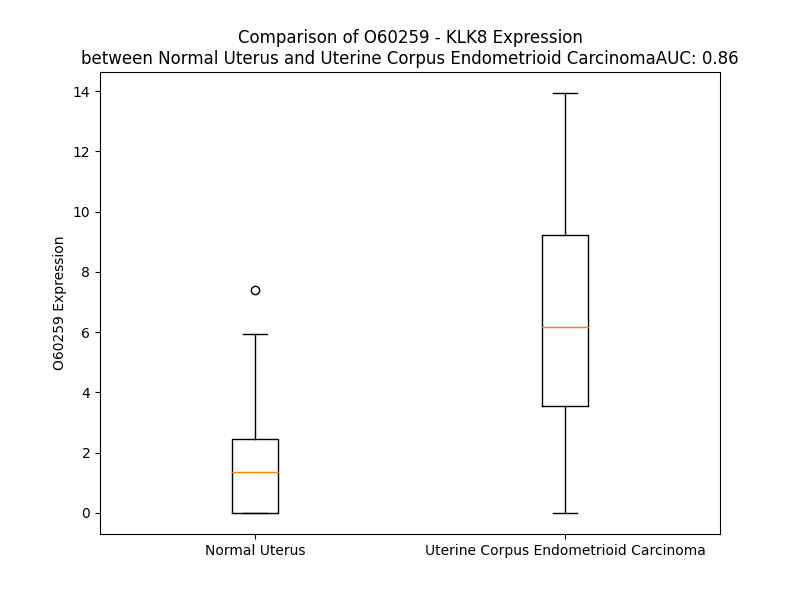 Comparison of O60259 - KLK8 Expression
between Normal Uterus and Uterine Corpus Endometrioid CarcinomaAUC: 0.86
14
12
10
8
6
4
2
0
O60259 Expression
Normal Uterus
Uterine Corpus Endometrioid Carcinoma